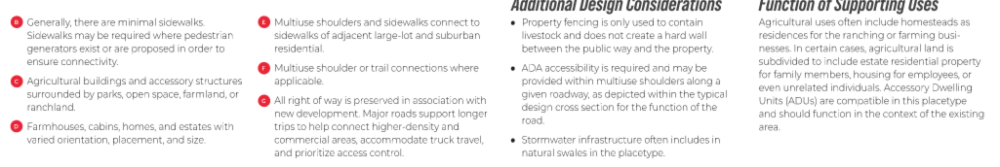 B Generally, there are minimal sidewalks.
Sidewalks may be required where pedestrian
generators exist or are proposed in order to
ensure connectivity.
C Agricultural buildings and accessory structures
surrounded by parks, open space, farmland, or
ranchland.
D Farmhouses, cabins, homes, and estates with
varied orientation, placement, and size.
E Multiuse shoulders and sidewalks connect to
sidewalks of adjacent large-lot and suburban
residential.
F Multiuse shoulder or trail connections where
applicable.
G All right of way is preserved in association with
new development. Major roads support longer
trips to help connect higher-density and
commercial areas, accommodate truck travel,
and prioritize access control.
Additional Design Considerations
• Property fencing is only used to contain
livestock and does not create a hard wall
between the public way and the property.
• ADA accessibility is required and may be
provided within multiuse shoulders along a
given roadway, as depicted within the typical
design cross section for the function of the
road.
• Stormwater infrastructure often includes in
natural swales in the placetype.
Function of Supporting Uses
Agricultural uses often include homesteads as
residences for the ranching or farming busi-
nesses. In certain cases, agricultural land is
subdivided to include estate residential property
for family members, housing for employees, or
even unrelated individuals. Accessory Dwelling
Units (ADUs) are compatible in this placetype
and should function in the context of the existing
area.